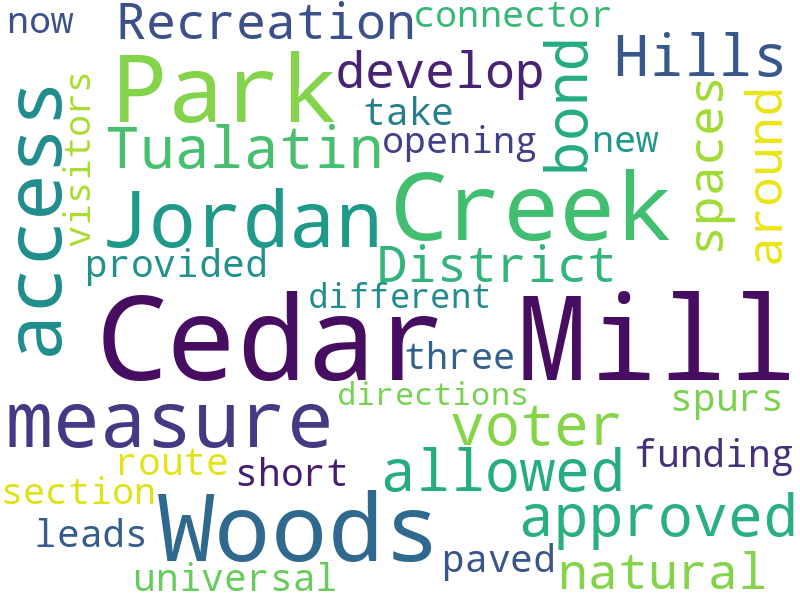 now
Recreation
connector
Park
develop
bond
Hills
access
visitors
take
Tualatin
opening
new
spaces
around
Jordan
Creek
provided
District
different
Cedar Mill
three
directions
spurs
measure
voter
route
short
allowed
funding
section
leads
Woods
approved
paved
universal
natural